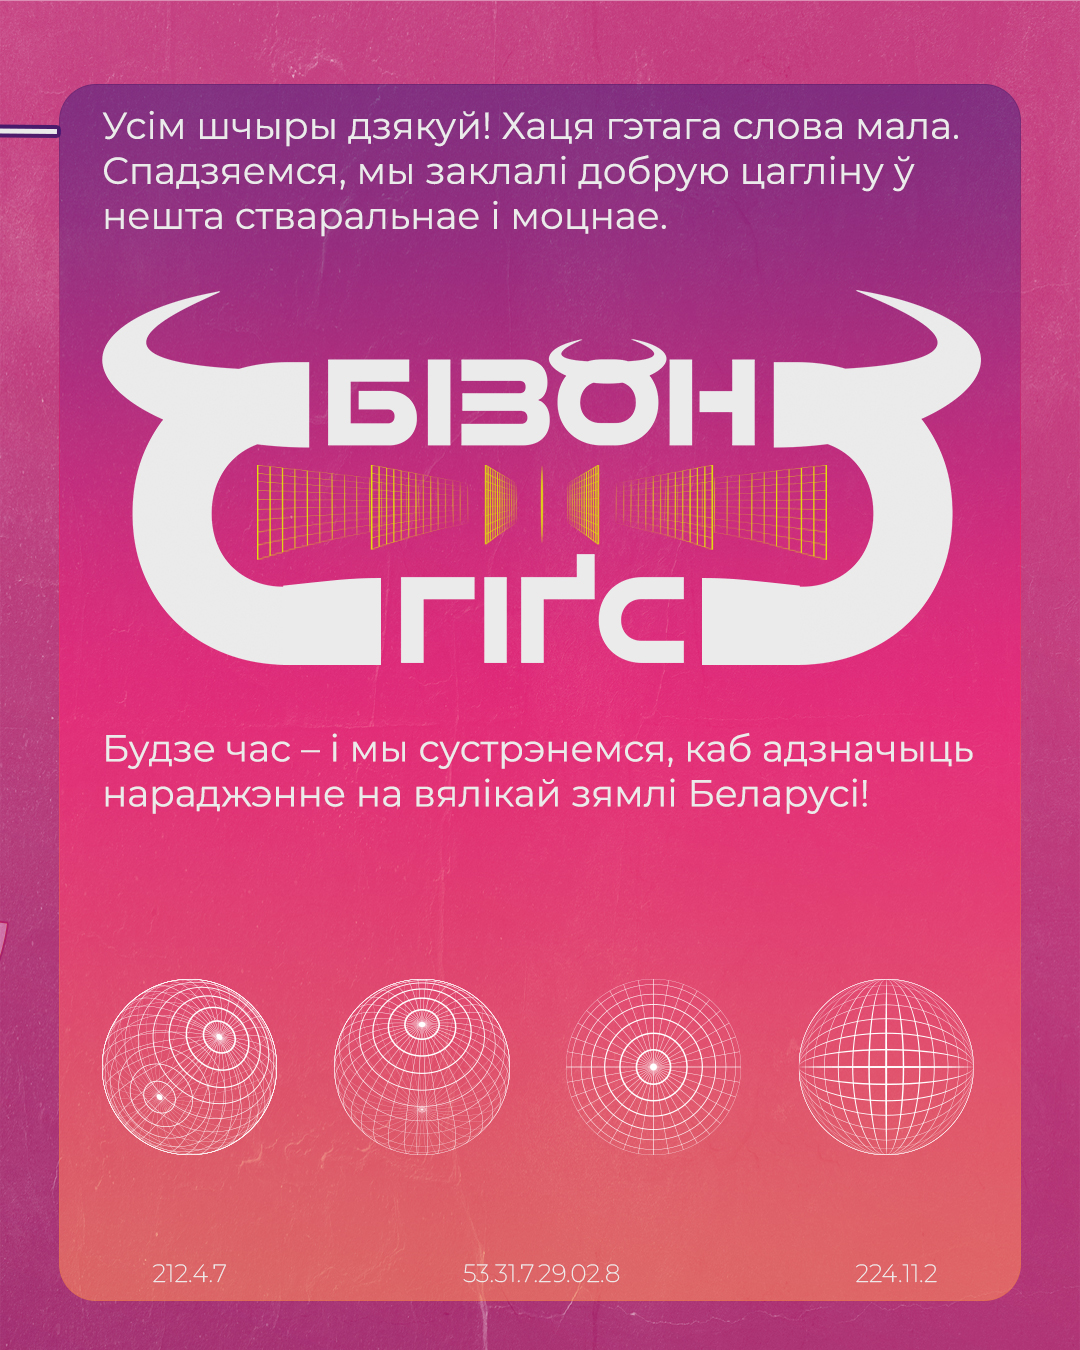 Усім шчыры дзякуй! Хаця гэтага слова мала.
Спадзяемся, мы заклалі добрую цагліну ў
нешта стваральнае і моцнае.
БІЗОН
ГІҐС
Будзе час – і мы сустрэнемся, каб адзначыць
нараджэнне на вялікай зямлі Беларусі!
212.4.7 53.31.7.29.02.8 224.11.2